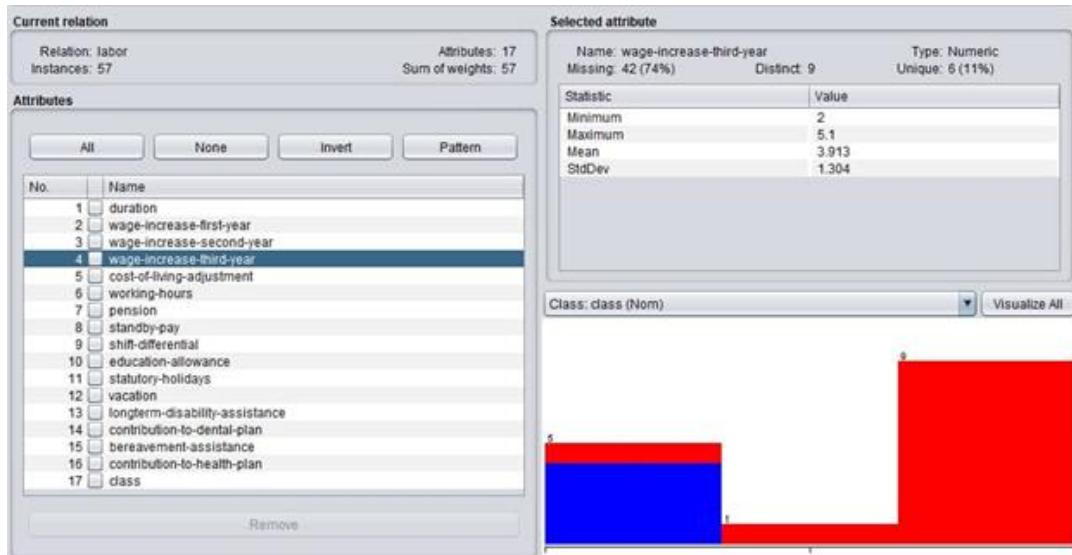 Current relation
Relation: labor Attributes: 17
Instances: 57 Sum of weights: 57
Attributes
All None Invert Pattern
No. Name
1 duration
2 wage-increase-first-year
3 wage-increase-second-year
4 wage-increase-third-year
5 cost-of-living-adjustment
6 working-hours
7 pension
8 standby-pay
9 shift-differential
10 education-allowance
11 statutory-holidays
12 vacation
13 longterm-disability-assistance
14 contribution-to-dental-plan
15 bereavement-assistance
16 contribution-to-health-plan
17 class
Remove
Selected attribute
Name: wage-increase-third-year Type: Numeric
Missing: 42 (74%) Distinct: 9 Unique: 6 (11%)
Statistic Value
Minimum 2
Maximum 5.1
Mean 3.913
StdDev 1.304
Class: class (Nom) Visualize All
5
1
9